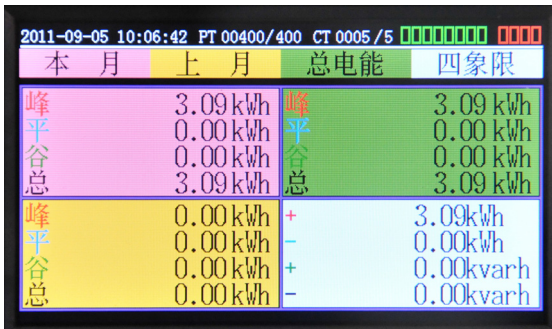 2011-09-05 10:06:42 PT 00400/400 CT 0005/5
本月 上月 总电能 四象限
峰 3.09kWh 峰 3.09kWh
平 0.00kWh 平 0.00kWh
谷 0.00kWh 谷 0.00kWh
总 3.09kWh 总 3.09kWh
峰 0.00kWh + 3.09kWh
平 0.00kWh - 0.00kWh
谷 0.00kWh + 0.00kvarh
总 0.00kWh - 0.00kvarh